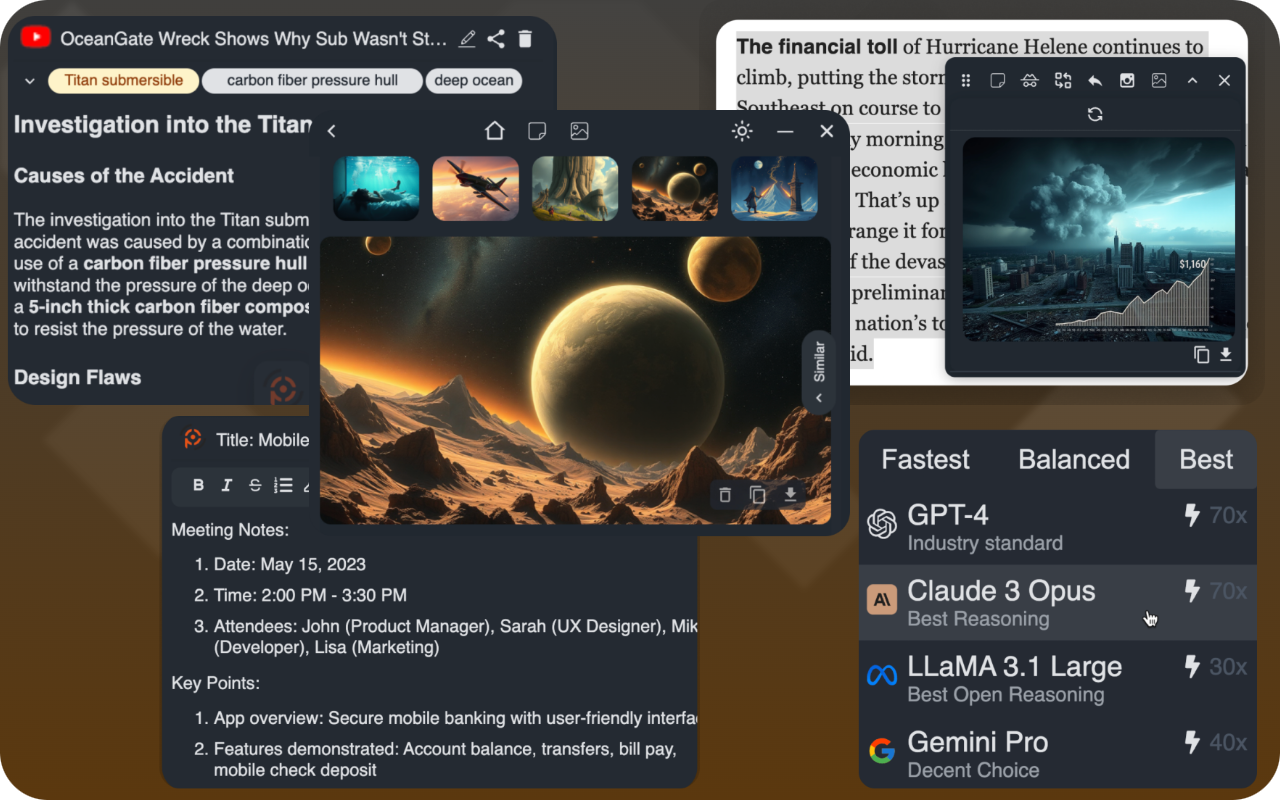 OceanGate Wreck Shows Why Sub Wasn't St...
Titan submersible
carbon fiber pressure hull
deep ocean
Investigation into the Titan
Causes of the Accident
The investigation into the Titan subm
accident was caused by a combinatio
use of a carbon fiber pressure hull
withstand the pressure of the deep o
a 5-inch thick carbon fiber compos
to resist the pressure of the water.
Design Flaws
Similar
The financial toll of Hurricane Helene continues to
climb, putting the storm
Southeast on course to
y morning
economic
That's up
range it for
f the devas
preliminar
nation's to
id.
$1,160
Title: Mobile
B I S
Meeting Notes:
1. Date: May 15, 2023
2. Time: 2:00 PM - 3:30 PM
3. Attendees: John (Product Manager), Sarah (UX Designer), Mik
(Developer), Lisa (Marketing)
Key Points:
1. App overview: Secure mobile banking with user-friendly interfa
2. Features demonstrated: Account balance, transfers, bill pay,
mobile check deposit
Fastest Balanced Best
GPT-4 70x
Industry standard
Claude 3 Opus 70x
Best Reasoning
LLaMA 3.1 Large 30x
Best Open Reasoning
Gemini Pro 40x
Decent Choice